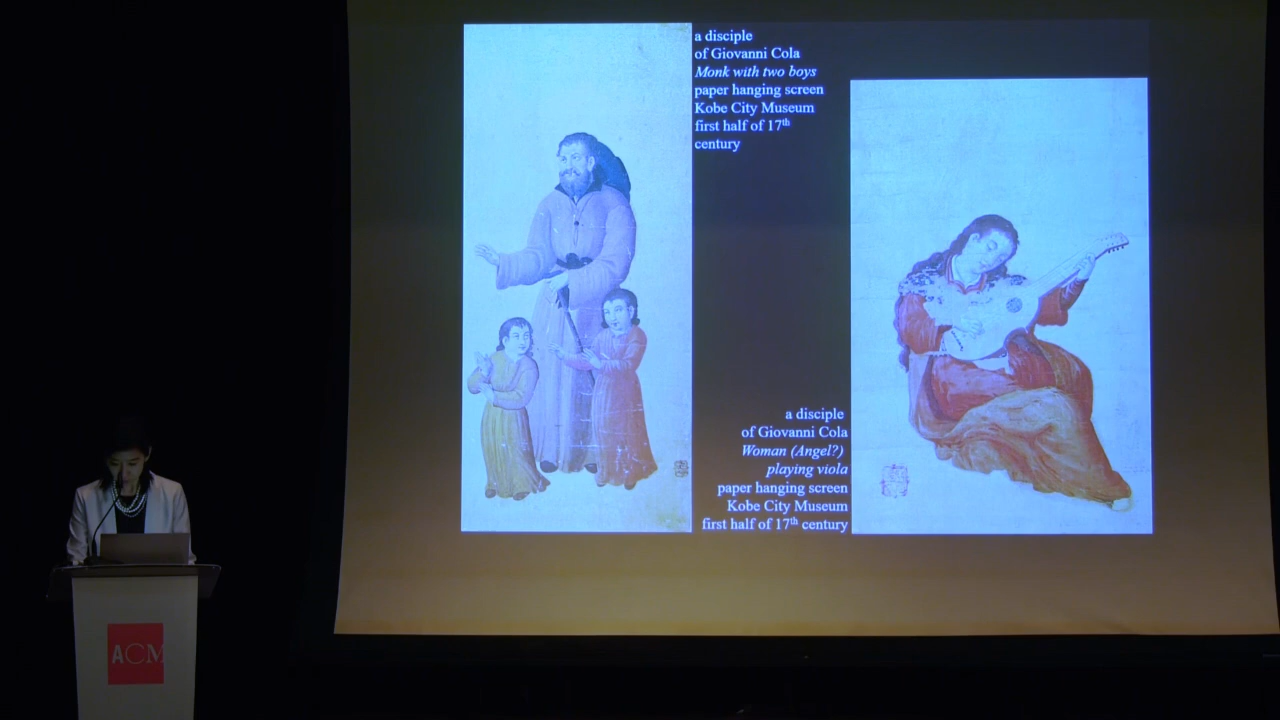 a disciple
of Giovanni Cola
Monk with two boys
paper hanging screen
Kobe City Museum
first half of 17th
century
a disciple
of Giovanni Cola
Woman (Angel?)
playing viola
paper hanging screen
Kobe City Museum
first half of 17th century
ACM